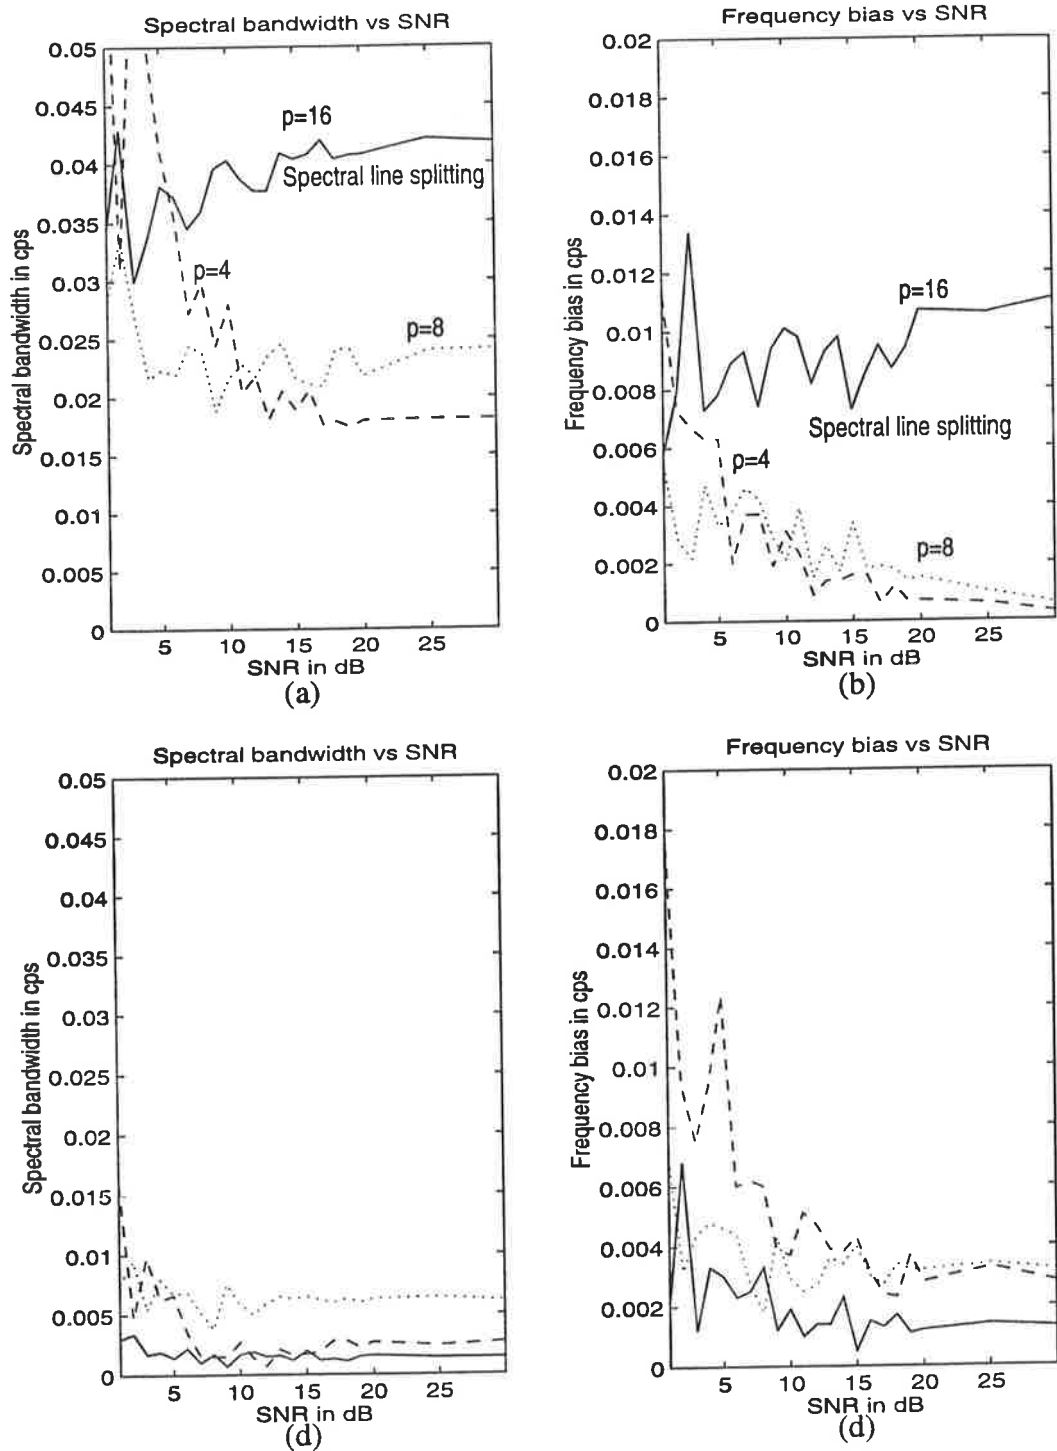 Spectral bandwidth vs SNR
0.05
0.045
0.04
0.035
0.03
0.025
0.02
0.015
0.01
0.005
0
Spectral bandwidth in cps
p=16
Spectral line splitting
p=4
p=8
5
10
15
20
25
SNR in dB
(a)
Frequency bias vs SNR
0.02
0.018
0.016
0.014
0.012
0.01
0.008
0.006
0.004
0.002
0
Frequency bias in cps
p=16
Spectral line splitting
p=4
p=8
5
10
15
20
25
SNR in dB
(b)
Spectral bandwidth vs SNR
0.05
0.045
0.04
0.035
0.03
0.025
0.02
0.015
0.01
0.005
0
Spectral bandwidth in cps
5
10
15
20
25
SNR in dB
(d)
Frequency bias vs SNR
0.02
0.018
0.016
0.014
0.012
0.01
0.008
0.006
0.004
0.002
0
Frequency bias in cps
5
10
15
20
25
SNR in dB
(d)